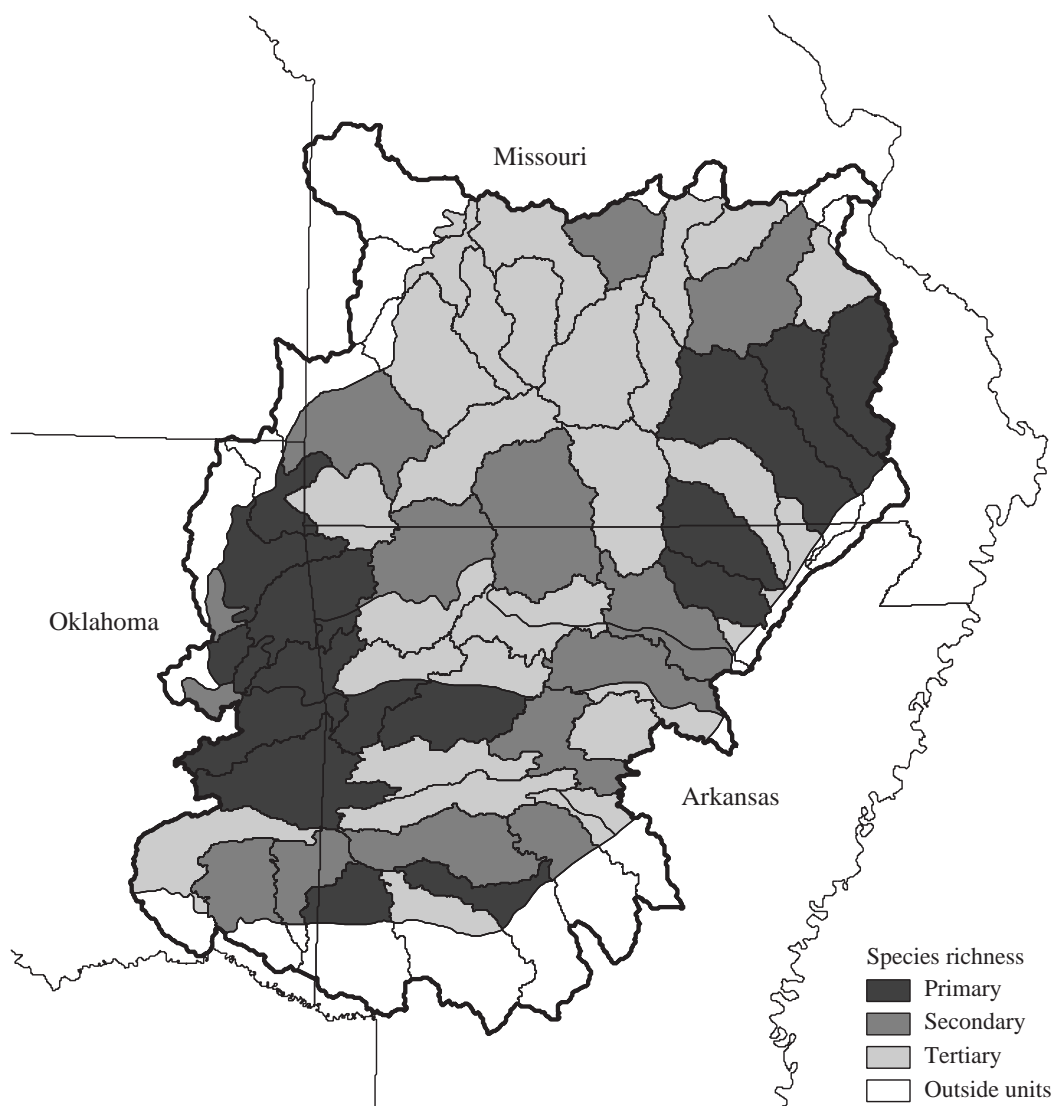 Missouri
Oklahoma
Arkansas
Species richness
Primary
Secondary
Tertiary
Outside units